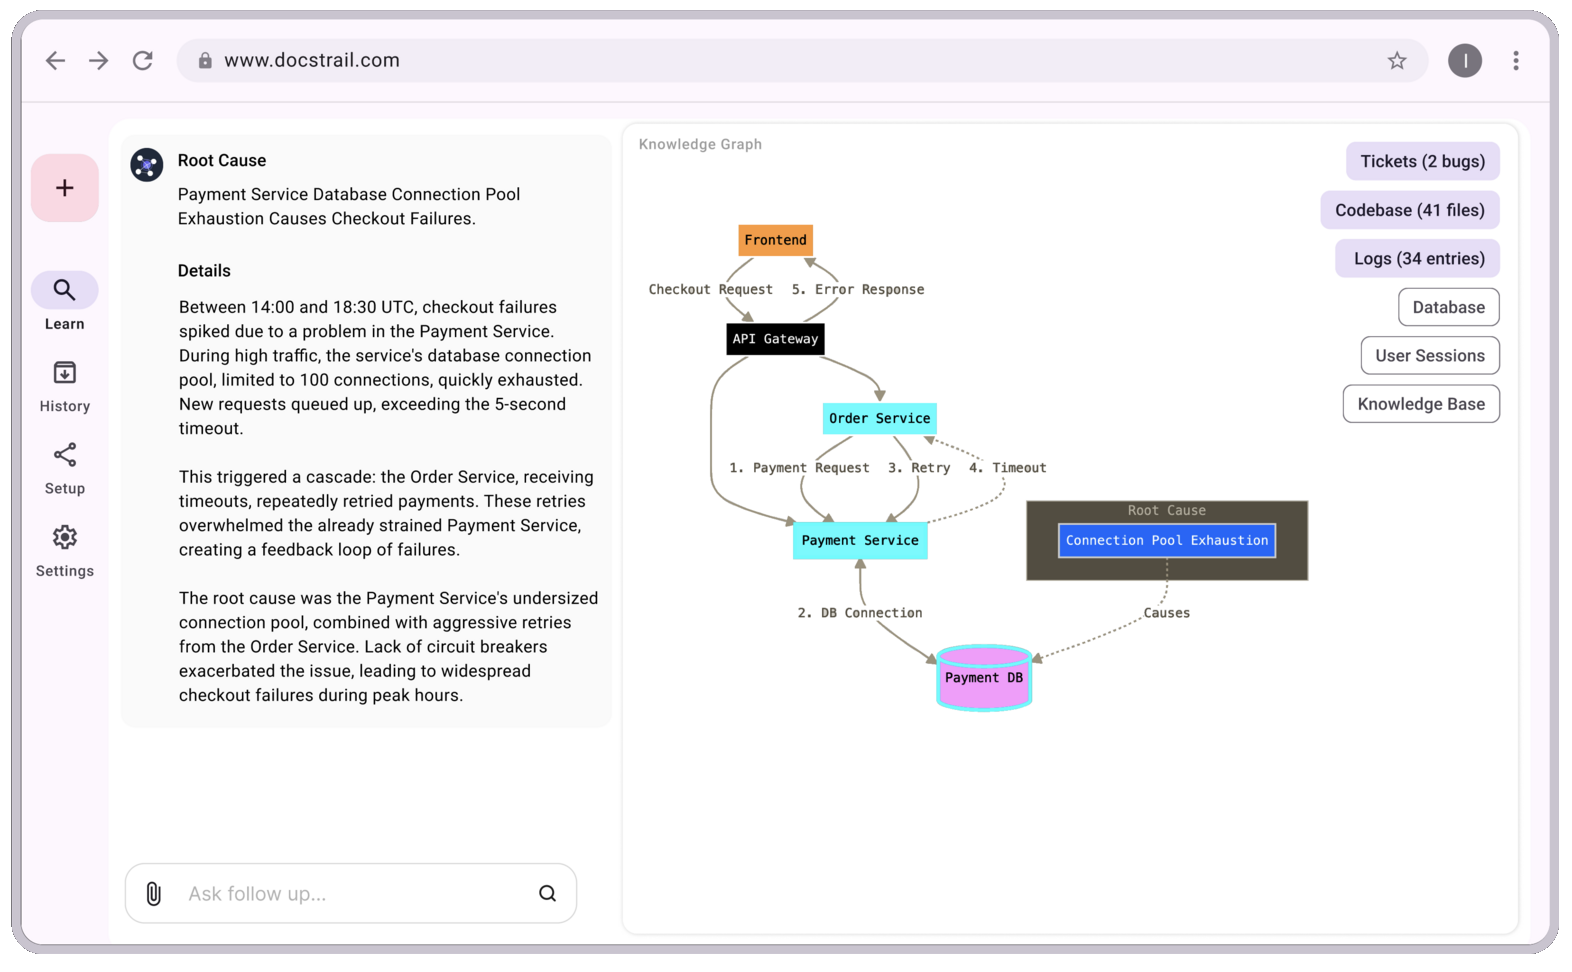 www.docstrail.com
I
+
Learn
History
Setup
Settings
Root Cause
Payment Service Database Connection Pool
Exhaustion Causes Checkout Failures.
Details
Between 14:00 and 18:30 UTC, checkout failures
spiked due to a problem in the Payment Service.
During high traffic, the service's database connection
pool, limited to 100 connections, quickly exhausted.
New requests queued up, exceeding the 5-second
timeout.
This triggered a cascade: the Order Service, receiving
timeouts, repeatedly retried payments. These retries
overwhelmed the already strained Payment Service,
creating a feedback loop of failures.
The root cause was the Payment Service's undersized
connection pool, combined with aggressive retries
from the Order Service. Lack of circuit breakers
exacerbated the issue, leading to widespread
checkout failures during peak hours.
Ask follow up...
Knowledge Graph
Frontend
Checkout Request
5. Error Response
API Gateway
Order Service
1. Payment Request
3. Retry
4. Timeout
Payment Service
Root Cause
Connection Pool Exhaustion
2. DB Connection
Causes
Payment DB
Tickets (2 bugs)
Codebase (41 files)
Logs (34 entries)
Database
User Sessions
Knowledge Base